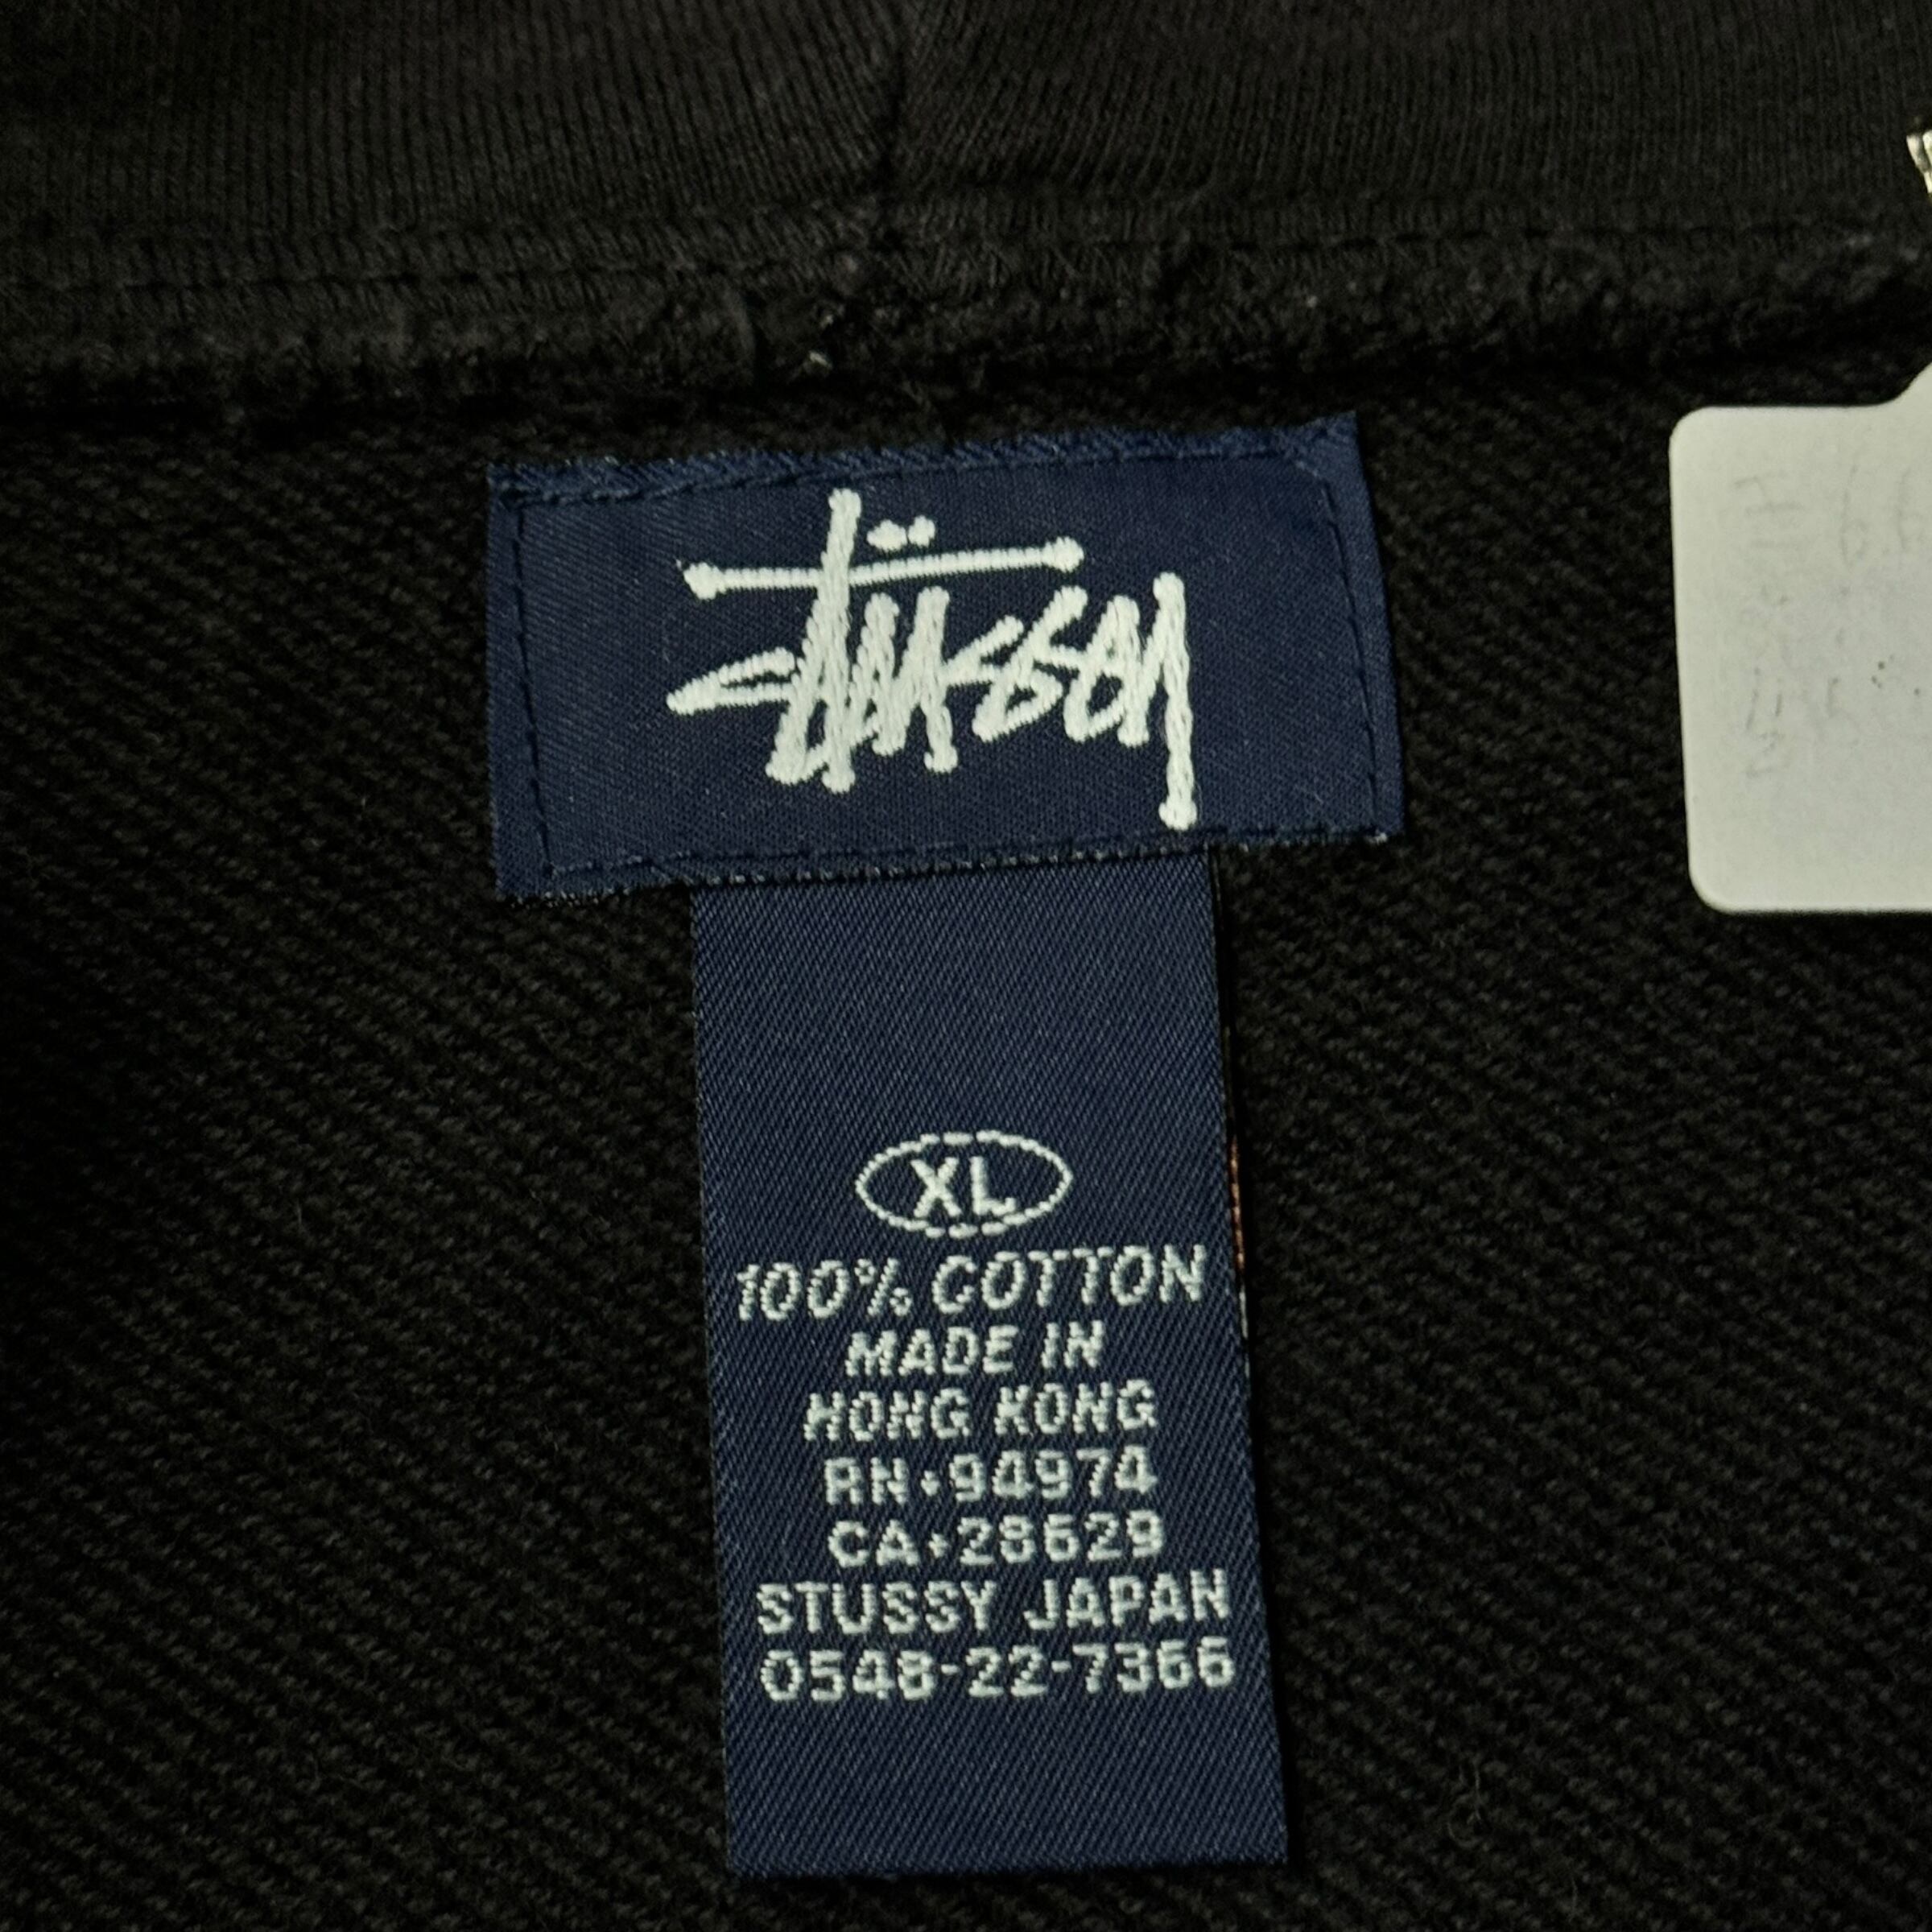 Stüssy
XL
100% COTTON
MADE IN
HONG KONG
RN•94974
CA•28629
STUSSY JAPAN
0548-22-7366